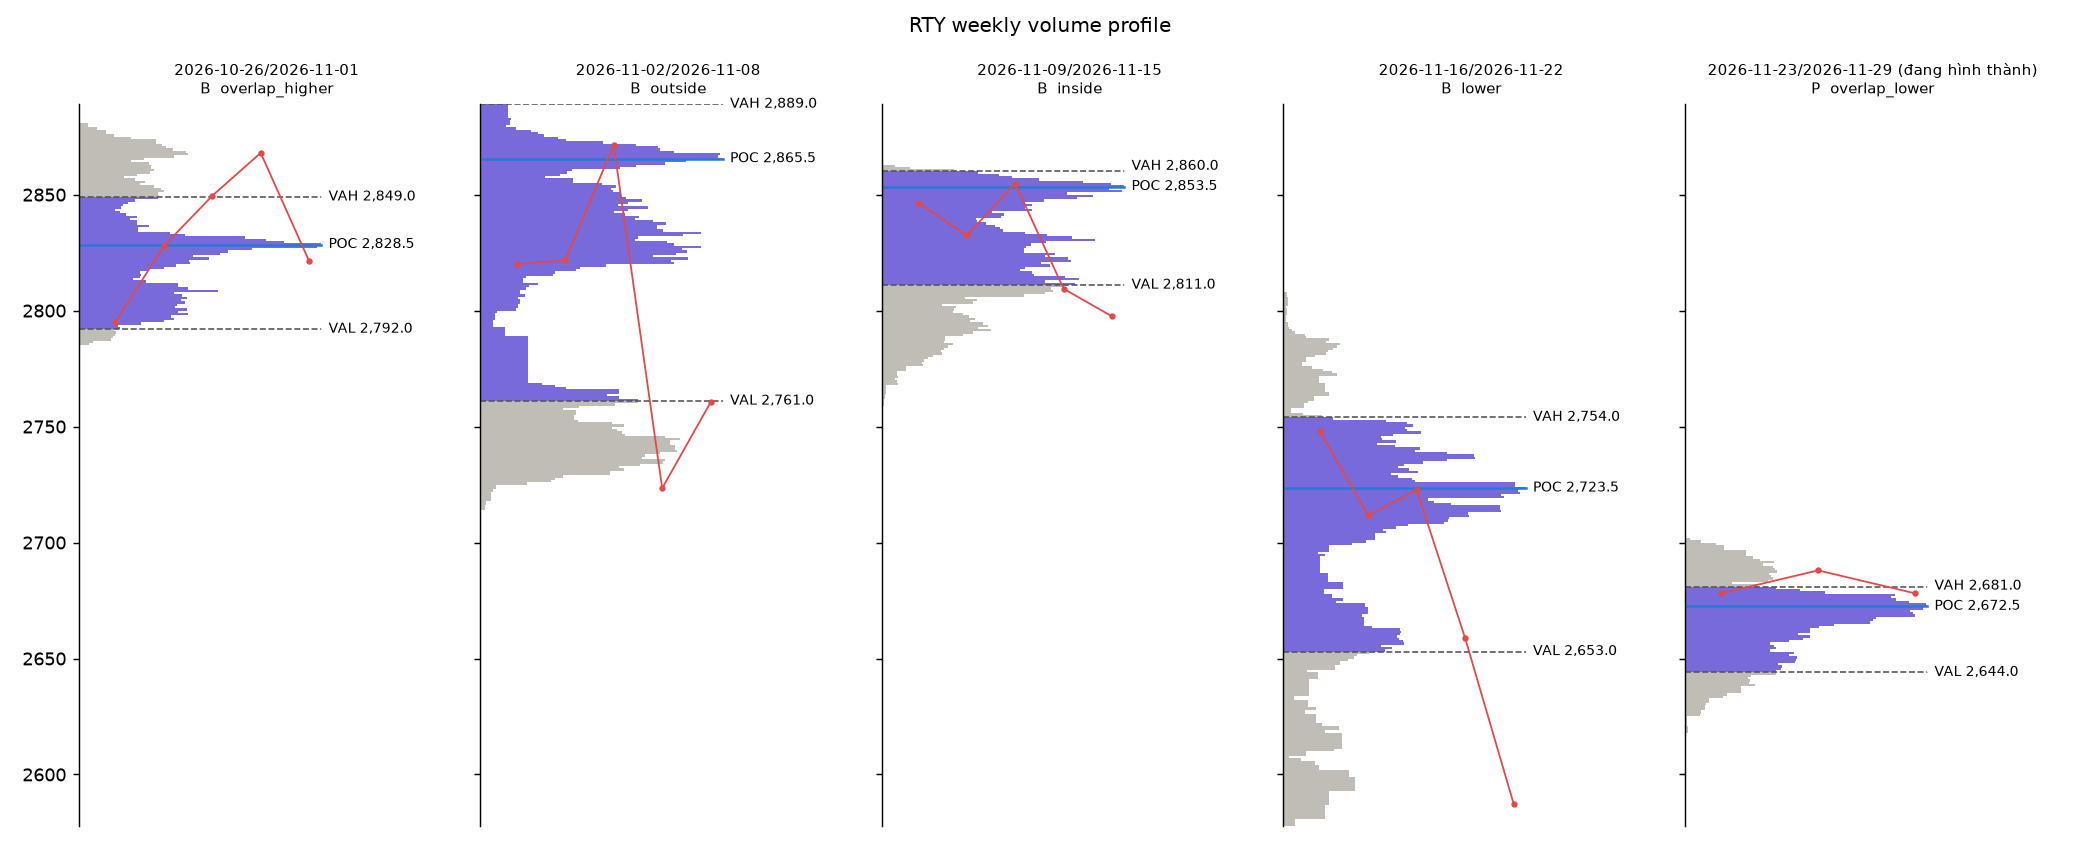 RTY weekly volume profile
2026-10-26/2026-11-01
B  overlap_higher
2026-11-02/2026-11-08
B  outside
2026-11-09/2026-11-15
B  inside
2026-11-16/2026-11-22
B  lower
2026-11-23/2026-11-29 (đang hình thành)
P  overlap_lower
2850
2800
2750
2700
2650
2600
VAH 2,849.0
POC 2,828.5
VAL 2,792.0
VAH 2,889.0
POC 2,865.5
VAL 2,761.0
VAH 2,860.0
POC 2,853.5
VAL 2,811.0
VAH 2,754.0
POC 2,723.5
VAL 2,653.0
VAH 2,681.0
POC 2,672.5
VAL 2,644.0